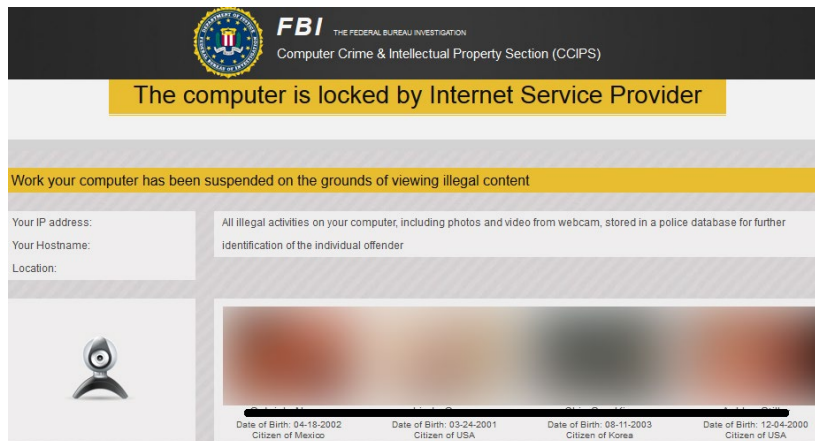 FBI THE FEDERAL BUREAU INVESTIGATION
Computer Crime & Intellectual Property Section (CCIPS)
The computer is locked by Internet Service Provider
Work your computer has been suspended on the grounds of viewing illegal content
Your IP address:
Your Hostname:
Location:
All illegal activities on your computer, including photos and video from webcam, stored in a police database for further
identification of the individual offender
Date of Birth: 04-18-2002
Citizen of Mexico
Date of Birth: 03-24-2001
Citizen of USA
Date of Birth: 08-11-2003
Citizen of Korea
Date of Birth: 12-04-2000
Citizen of USA